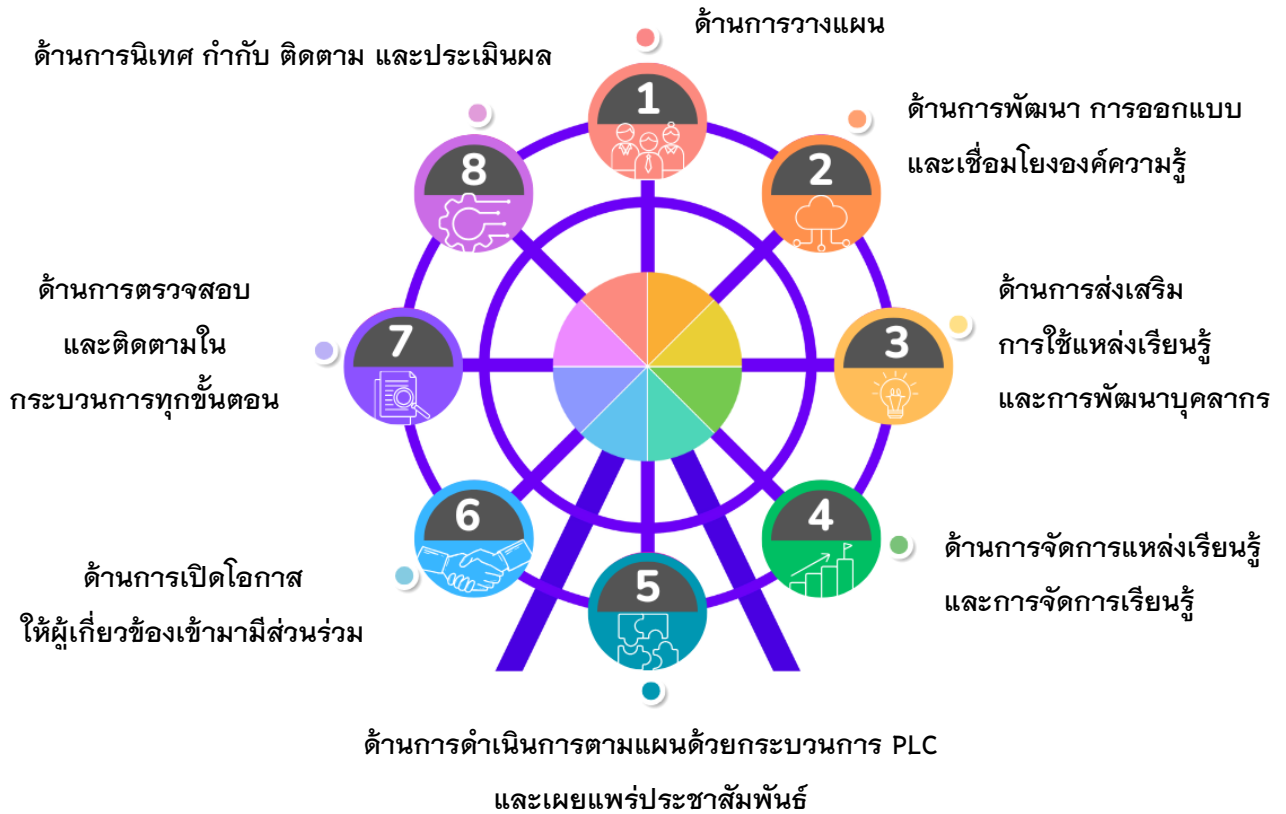 1
ด้านการวางแผน
2
ด้านการพัฒนา การออกแบบ
และเชื่อมโยงองค์ความรู้
3
ด้านการส่งเสริม
การใช้แหล่งเรียนรู้
และการพัฒนาบุคลากร
4
ด้านการจัดการแหล่งเรียนรู้
และการจัดการเรียนรู้
5
ด้านการดำเนินการตามแผนด้วยกระบวนการ PLC
และเผยแพร่ประชาสัมพันธ์
6
ด้านการเปิดโอกาส
ให้ผู้เกี่ยวข้องเข้ามามีส่วนร่วม
7
ด้านการตรวจสอบ
และติดตามใน
กระบวนการทุกขั้นตอน
8
ด้านการนิเทศ กำกับ ติดตาม และประเมินผล